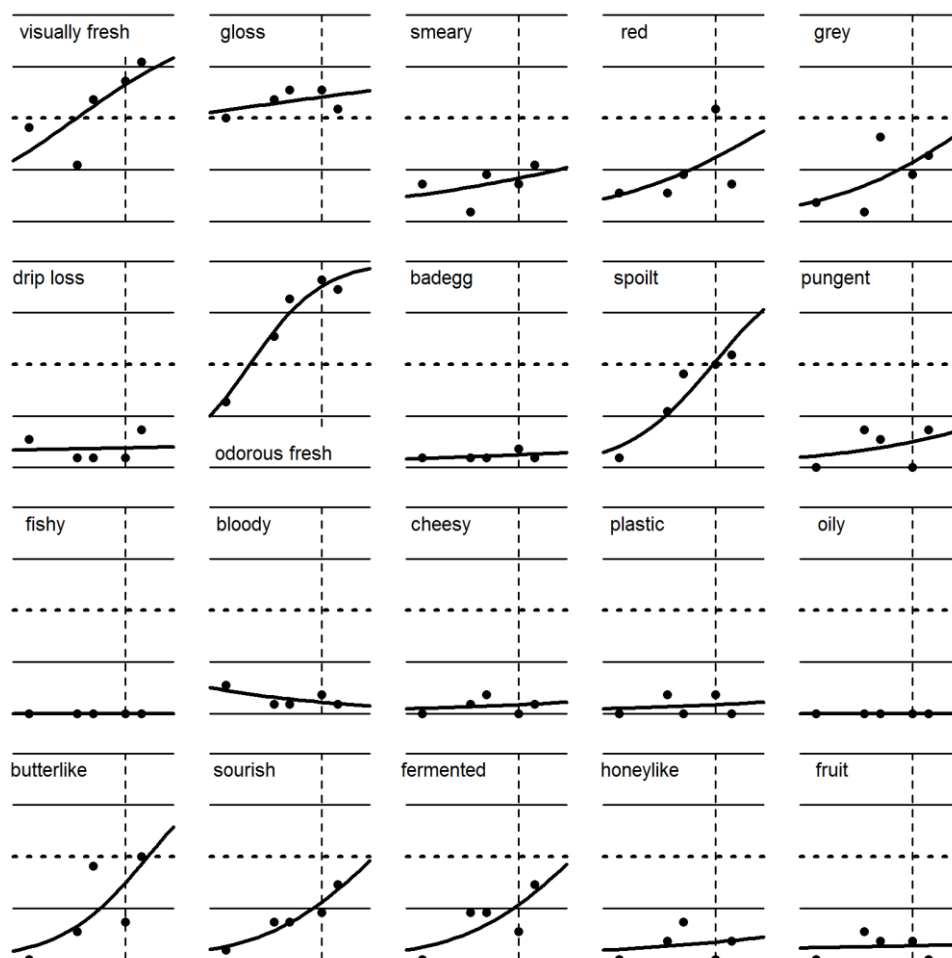 visually fresh
gloss
smeary
red
grey
drip loss
odorous fresh
badegg
spoilt
pungent
fishy
bloody
cheesy
plastic
oily
butterlike
sourish
fermented
honeylike
fruit